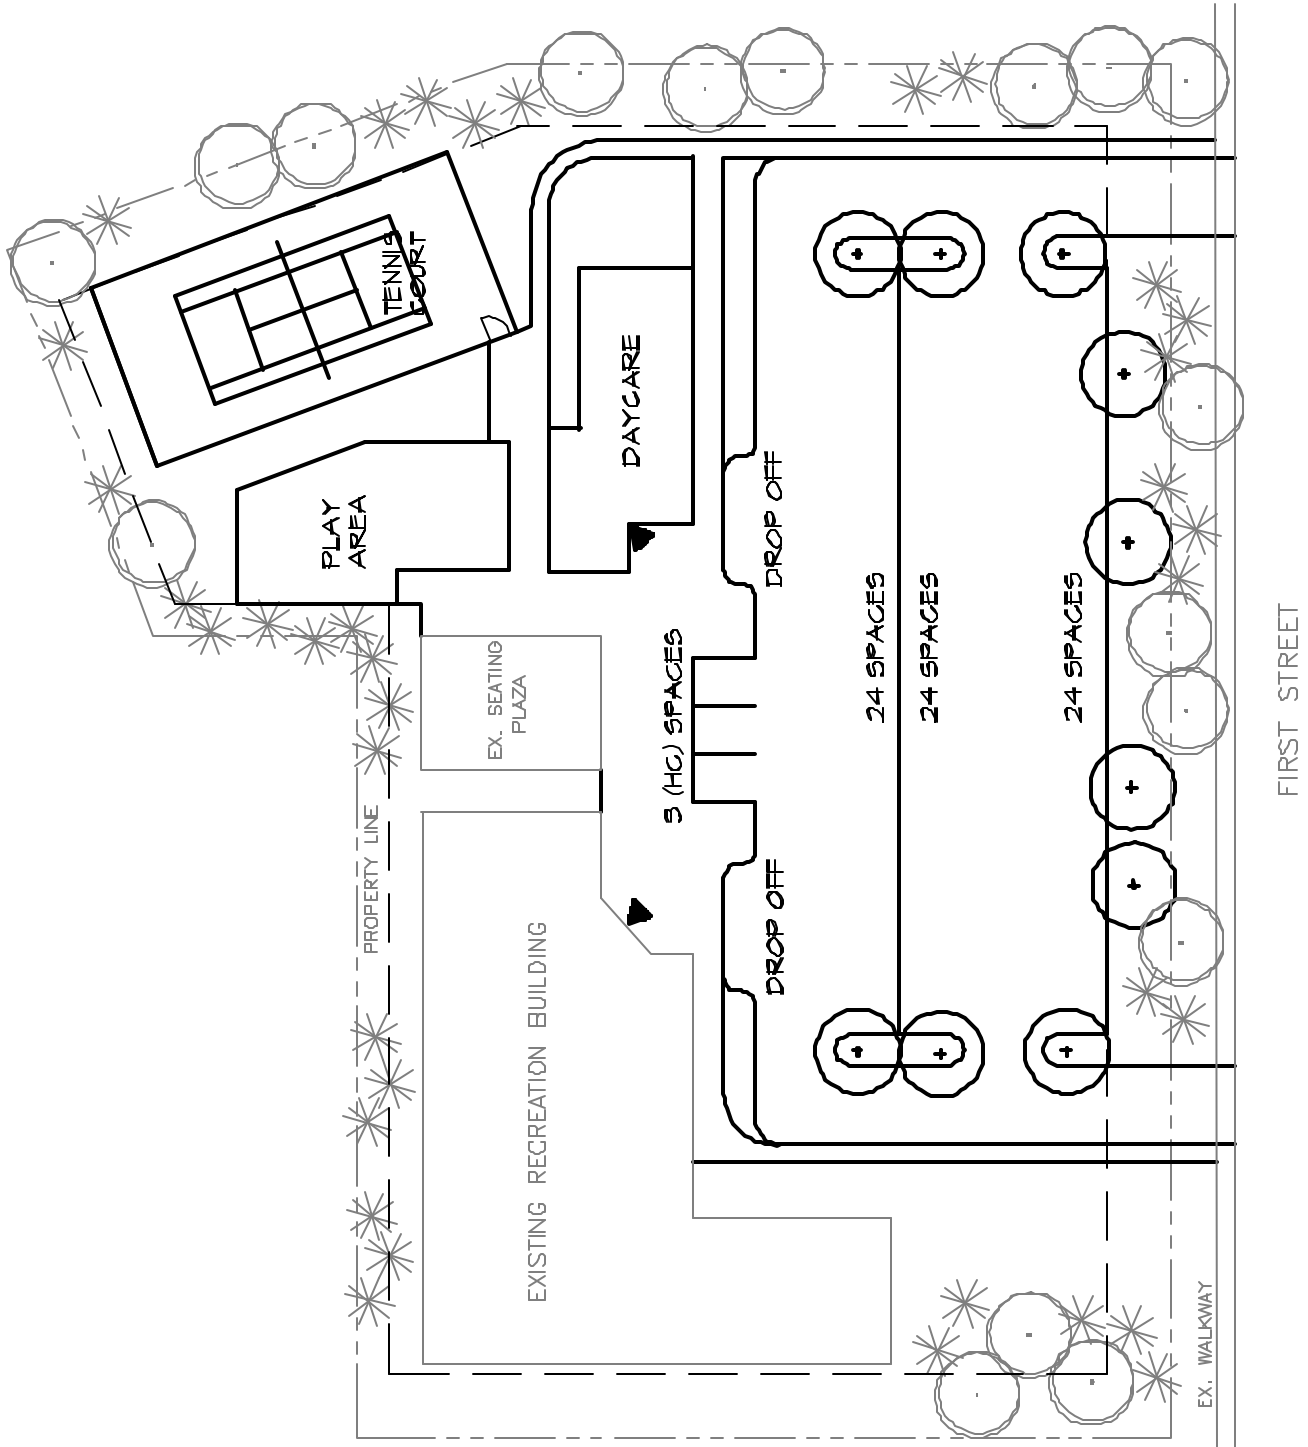 TENNIS
COURT
PLAY
AREA
DAYCARE
DROP OFF
EX. SEATING
PLAZA
3 (HC) SPACES
24 SPACES
24 SPACES
24 SPACES
FIRST STREET
PROPERTY LINE
DROP OFF
EXISTING RECREATION BUILDING
EX. WALKWAY